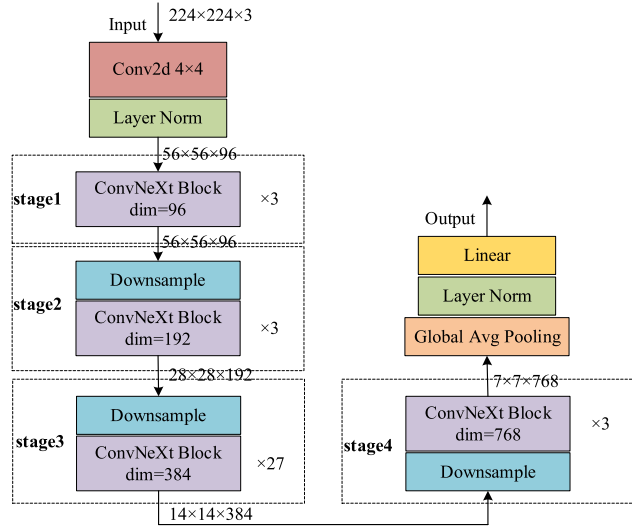 224×224×3
Input
Conv2d 4×4
Layer Norm
56×56×96
stage1
ConvNeXt Block
dim=96
×3
56×56×96
stage2
Downsample
ConvNeXt Block
dim=192
×3
28×28×192
stage3
Downsample
ConvNeXt Block
dim=384
×27
14×14×384
Output
Linear
Layer Norm
Global Avg Pooling
7×7×768
stage4
ConvNeXt Block
dim=768
×3
Downsample